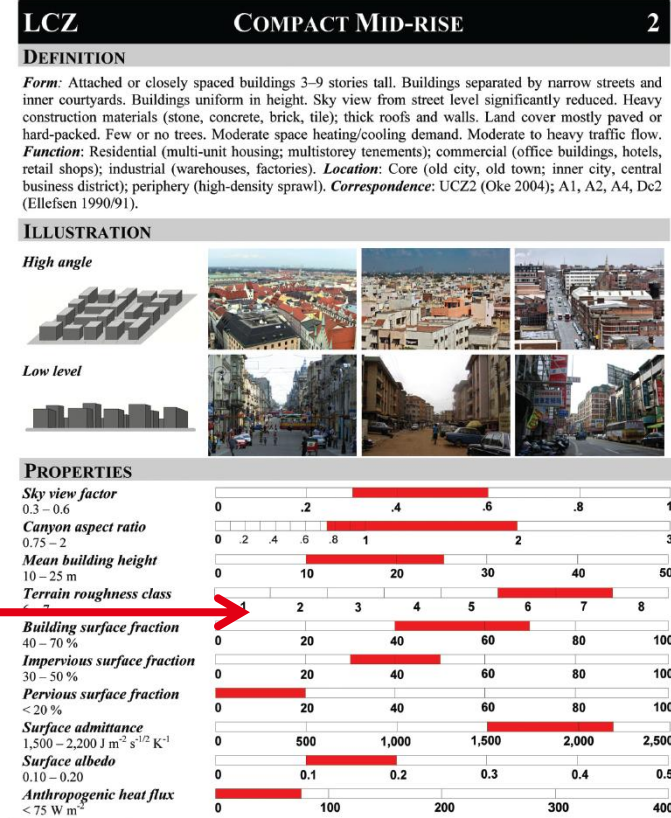 LCZ COMPACT MID-RISE 2
DEFINITION
Form: Attached or closely spaced buildings 3–9 stories tall. Buildings separated by narrow streets and
inner courtyards. Buildings uniform in height. Sky view from street level significantly reduced. Heavy
construction materials (stone, concrete, brick, tile); thick roofs and walls. Land cover mostly paved or
hard-packed. Few or no trees. Moderate space heating/cooling demand. Moderate to heavy traffic flow.
Function: Residential (multi-unit housing; multistorey tenements); commercial (office buildings, hotels,
retail shops); industrial (warehouses, factories). Location: Core (old city, old town; inner city, central
business district); periphery (high-density sprawl). Correspondence: UCZ2 (Oke 2004); A1, A2, A4, Dc2
(Ellefsen 1990/91).
ILLUSTRATION
High angle
Low level
PROPERTIES
Sky view factor
0.3 – 0.6
0 .2 .4 .6 .8 1
Canyon aspect ratio
0.75 – 2
0 .2 .4 .6 .8 1 2 3
Mean building height
10 – 25 m
0 10 20 30 40 50
Terrain roughness class
1 2 3 4 5 6 7 8
Building surface fraction
40 – 70 %
0 20 40 60 80 100
Impervious surface fraction
30 – 50 %
0 20 40 60 80 100
Pervious surface fraction
< 20 %
0 20 40 60 80 100
Surface admittance
1,500 – 2,200 J m⁻² s⁻¹/² K⁻¹
0 500 1,000 1,500 2,000 2,500
Surface albedo
0.10 – 0.20
0 0.1 0.2 0.3 0.4 0.5
Anthropogenic heat flux
< 75 W m⁻²
0 100 200 300 400